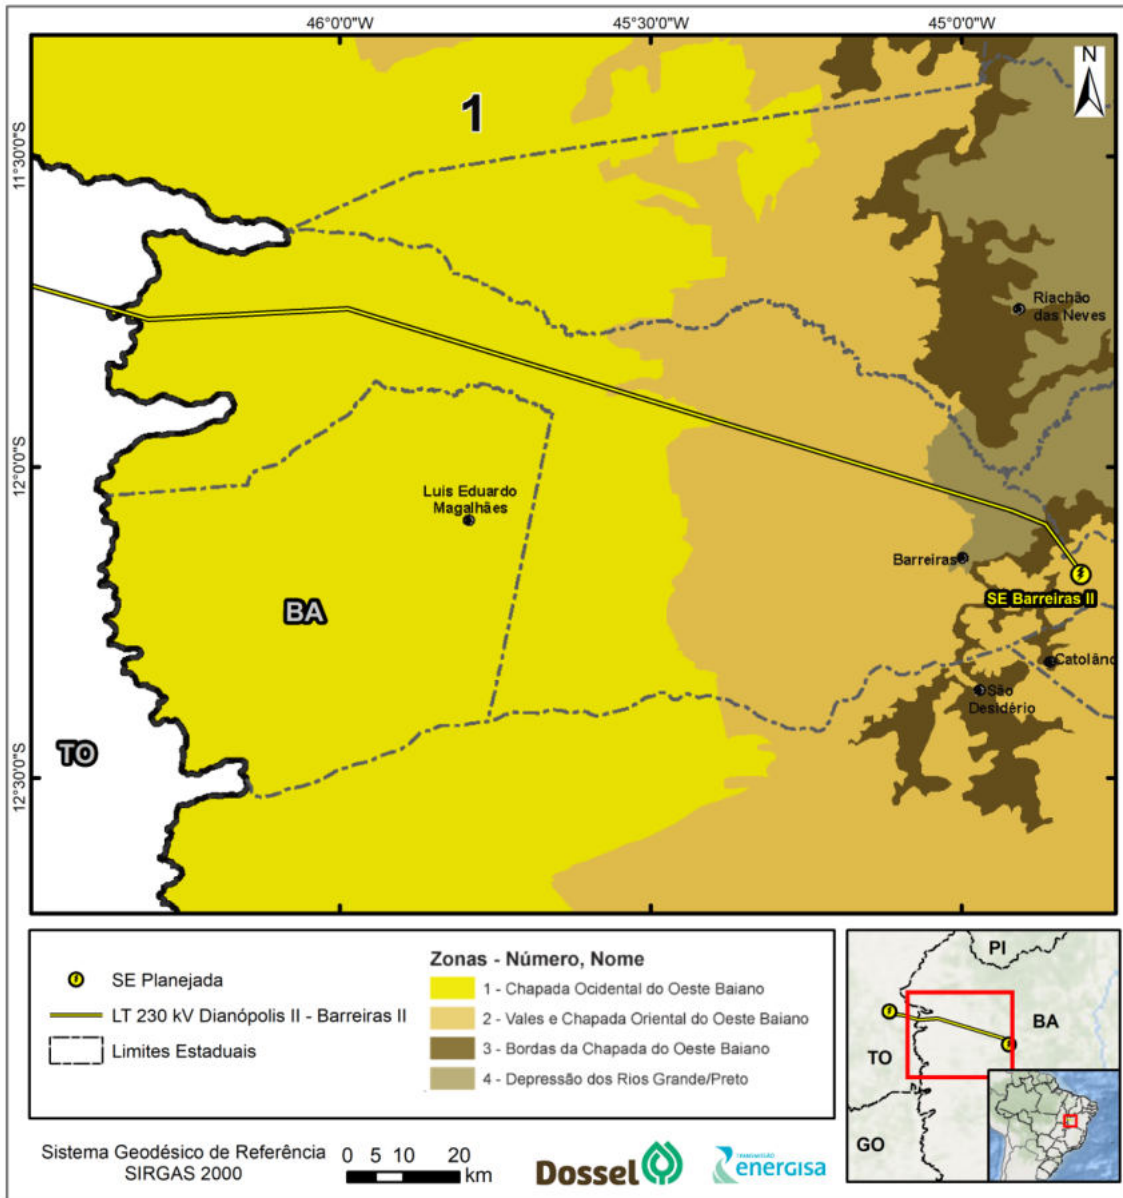 46°0'0"W 45°30'0"W 45°0'0"W
N
1
11°30'0"S
Riachão
das Neves
12°0'0"S
Luis Eduardo
Magalhães
Barreiras
SE Barreiras II
BA
Catolând
São
Desidério
TO
12°30'0"S
SE Planejada
LT 230 kV Dianópolis II - Barreiras II
Limites Estaduais
Zonas - Número, Nome
1 - Chapada Ocidental do Oeste Baiano
2 - Vales e Chapada Oriental do Oeste Baiano
3 - Bordas da Chapada do Oeste Baiano
4 - Depressão dos Rios Grande/Preto
PI
BA
TO
GO
Sistema Geodésico de Referência
SIRGAS 2000
0 5 10 20
km
Dossel
TRANSMISSÃO
energisa